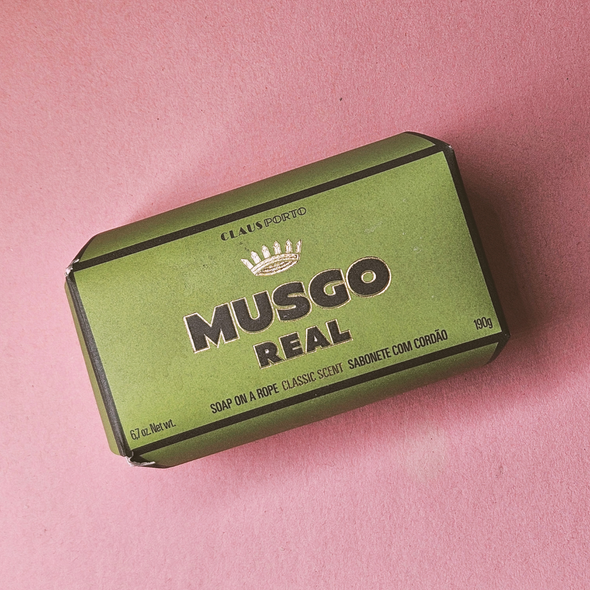 CLAUS PORTO
MUSGO
REAL
SOAP ON A ROPE CLASSIC SCENT SABONETE COM CORDÃO
6.7 oz. Net wt.
190g